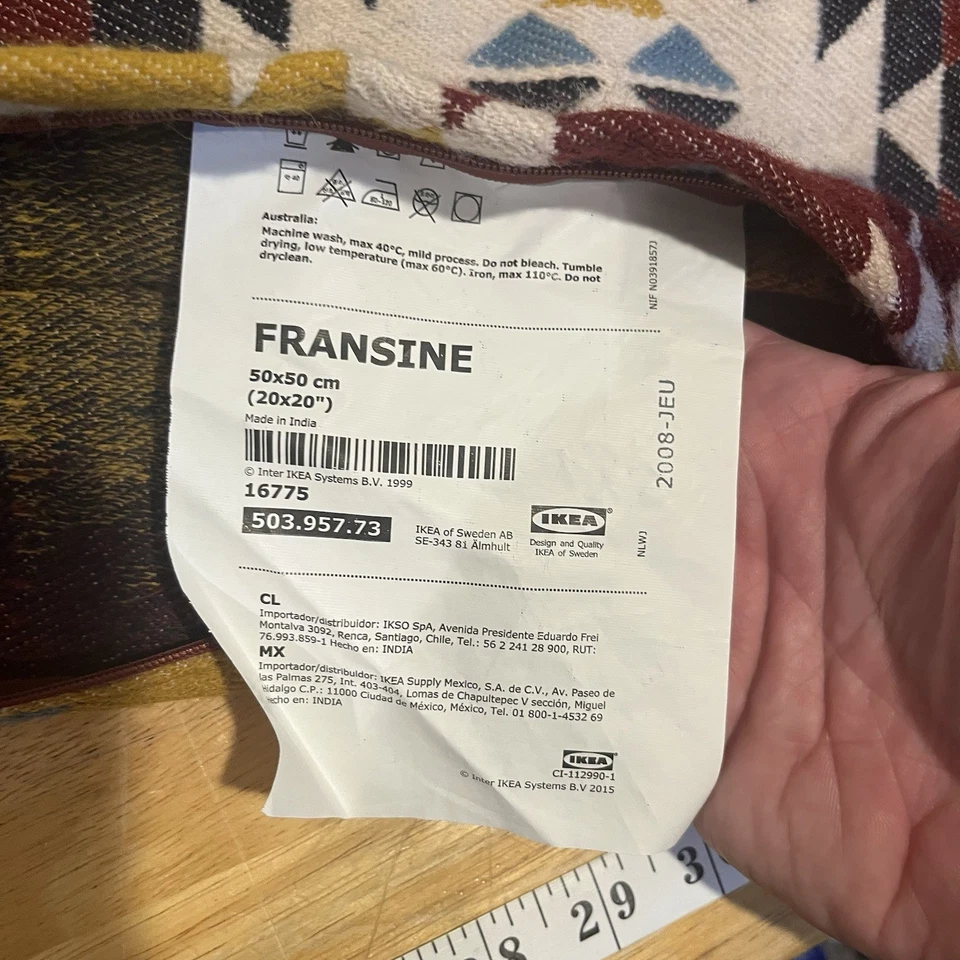 Australia:
Machine wash, max 40°C, mild process. Do not bleach. Tumble
drying, low temperature (max 60°C). Iron, max 110°C. Do not
dryclean.
NIF N0391857J
FRANSINE
50x50 cm
(20x20")
Made in India
© Inter IKEA Systems B.V. 1999
16775
503.957.73
IKEA of Sweden AB
SE-343 81 Älmhult
IKEA®
Design and Quality
IKEA of Sweden
2008-JEU
NLWJ
CL
Importador/distribuidor: IKSO SpA, Avenida Presidente Eduardo Frei
Montalva 3092, Renca, Santiago, Chile, Tel.: 56 2 241 28 900, RUT:
76.993.859-1 Hecho en: INDIA
MX
Importador/distribuidor: IKEA Supply Mexico, S.A. de C.V., Av. Paseo de
las Palmas 275, Int. 403-404, Lomas de Chapultepec V sección, Miguel
Hidalgo C.P.: 11000 Ciudad de México, México, Tel. 01 800-1-4532 69
Hecho en: INDIA
IKEA®
CI-112990-1
© Inter IKEA Systems B.V 2015
8 29 3